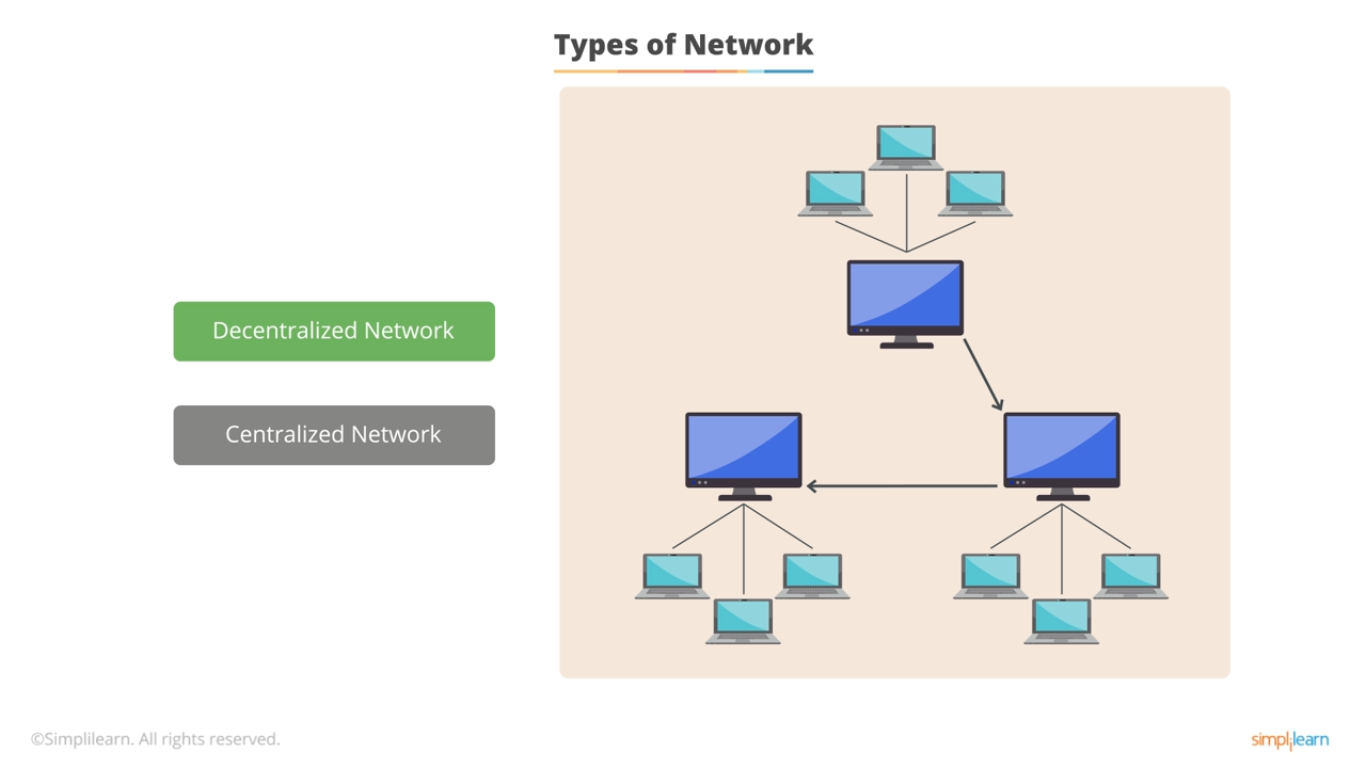 Types of Network
Decentralized Network
Centralized Network
©Simplilearn. All rights reserved.
simplilearn